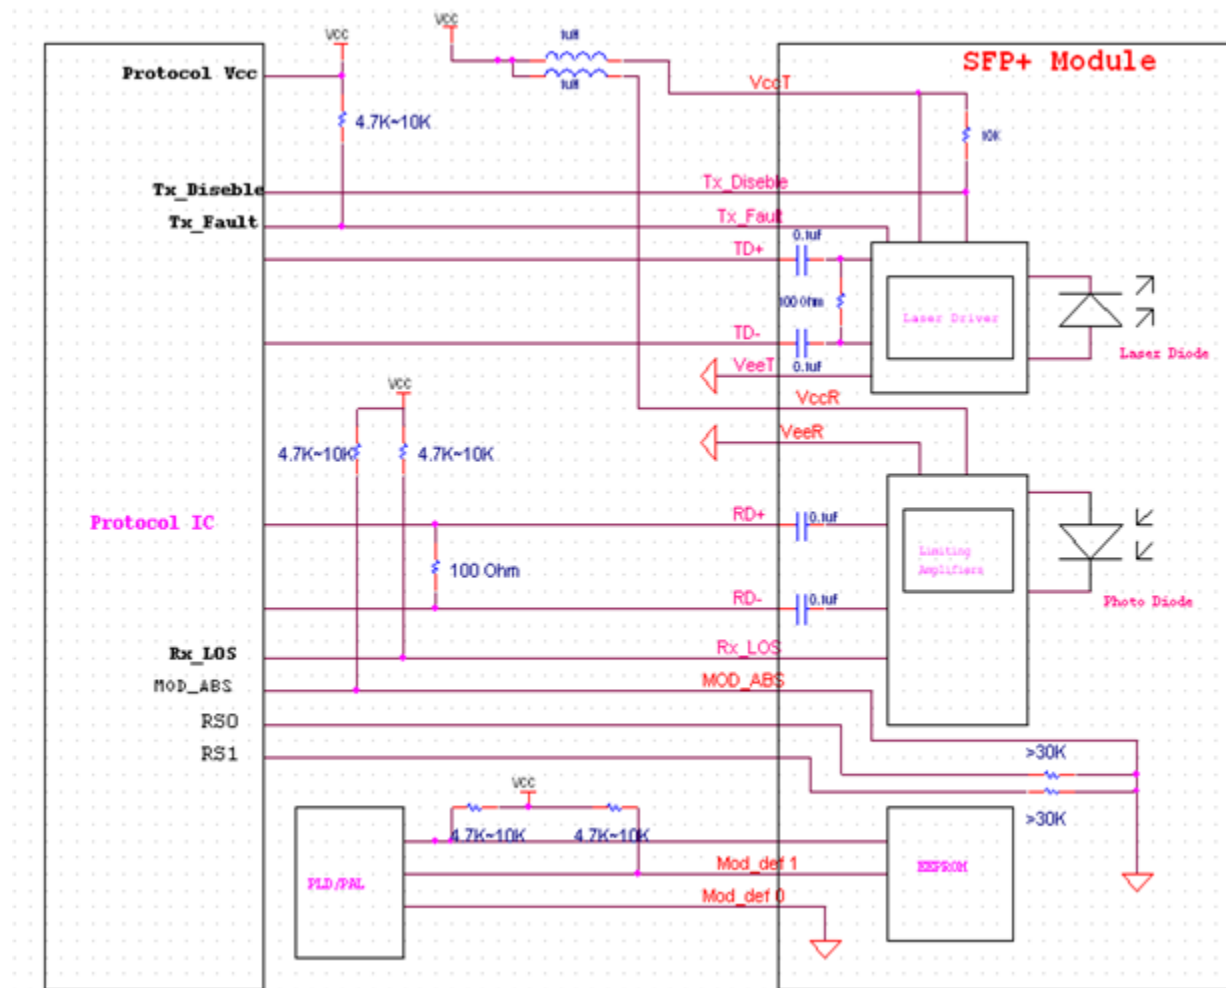 VCC
VCC
1uH
SFP+ Module
Protocol Vcc
1uH
VccT
4.7K~10K
10K
Tx_Diseble
Tx_Diseble
Tx_Fault
Tx_Fault
0.1uF
TD+
100 Ohm
Laser Driver
TD-
Laser Diode
VeeT
0.1uF
VCC
VccR
VeeR
4.7K~10K
4.7K~10K
Protocol IC
RD+
0.1uF
Limiting
Amplifiers
100 Ohm
RD-
0.1uF
Photo Diode
Rx_LOS
Rx_LOS
MOD_ABS
MOD_ABS
RS0
RS1
>30K
VCC
>30K
4.7K~10K
4.7K~10K
Mod_def 1
EEPROM
PLD/PAL
Mod_def 0